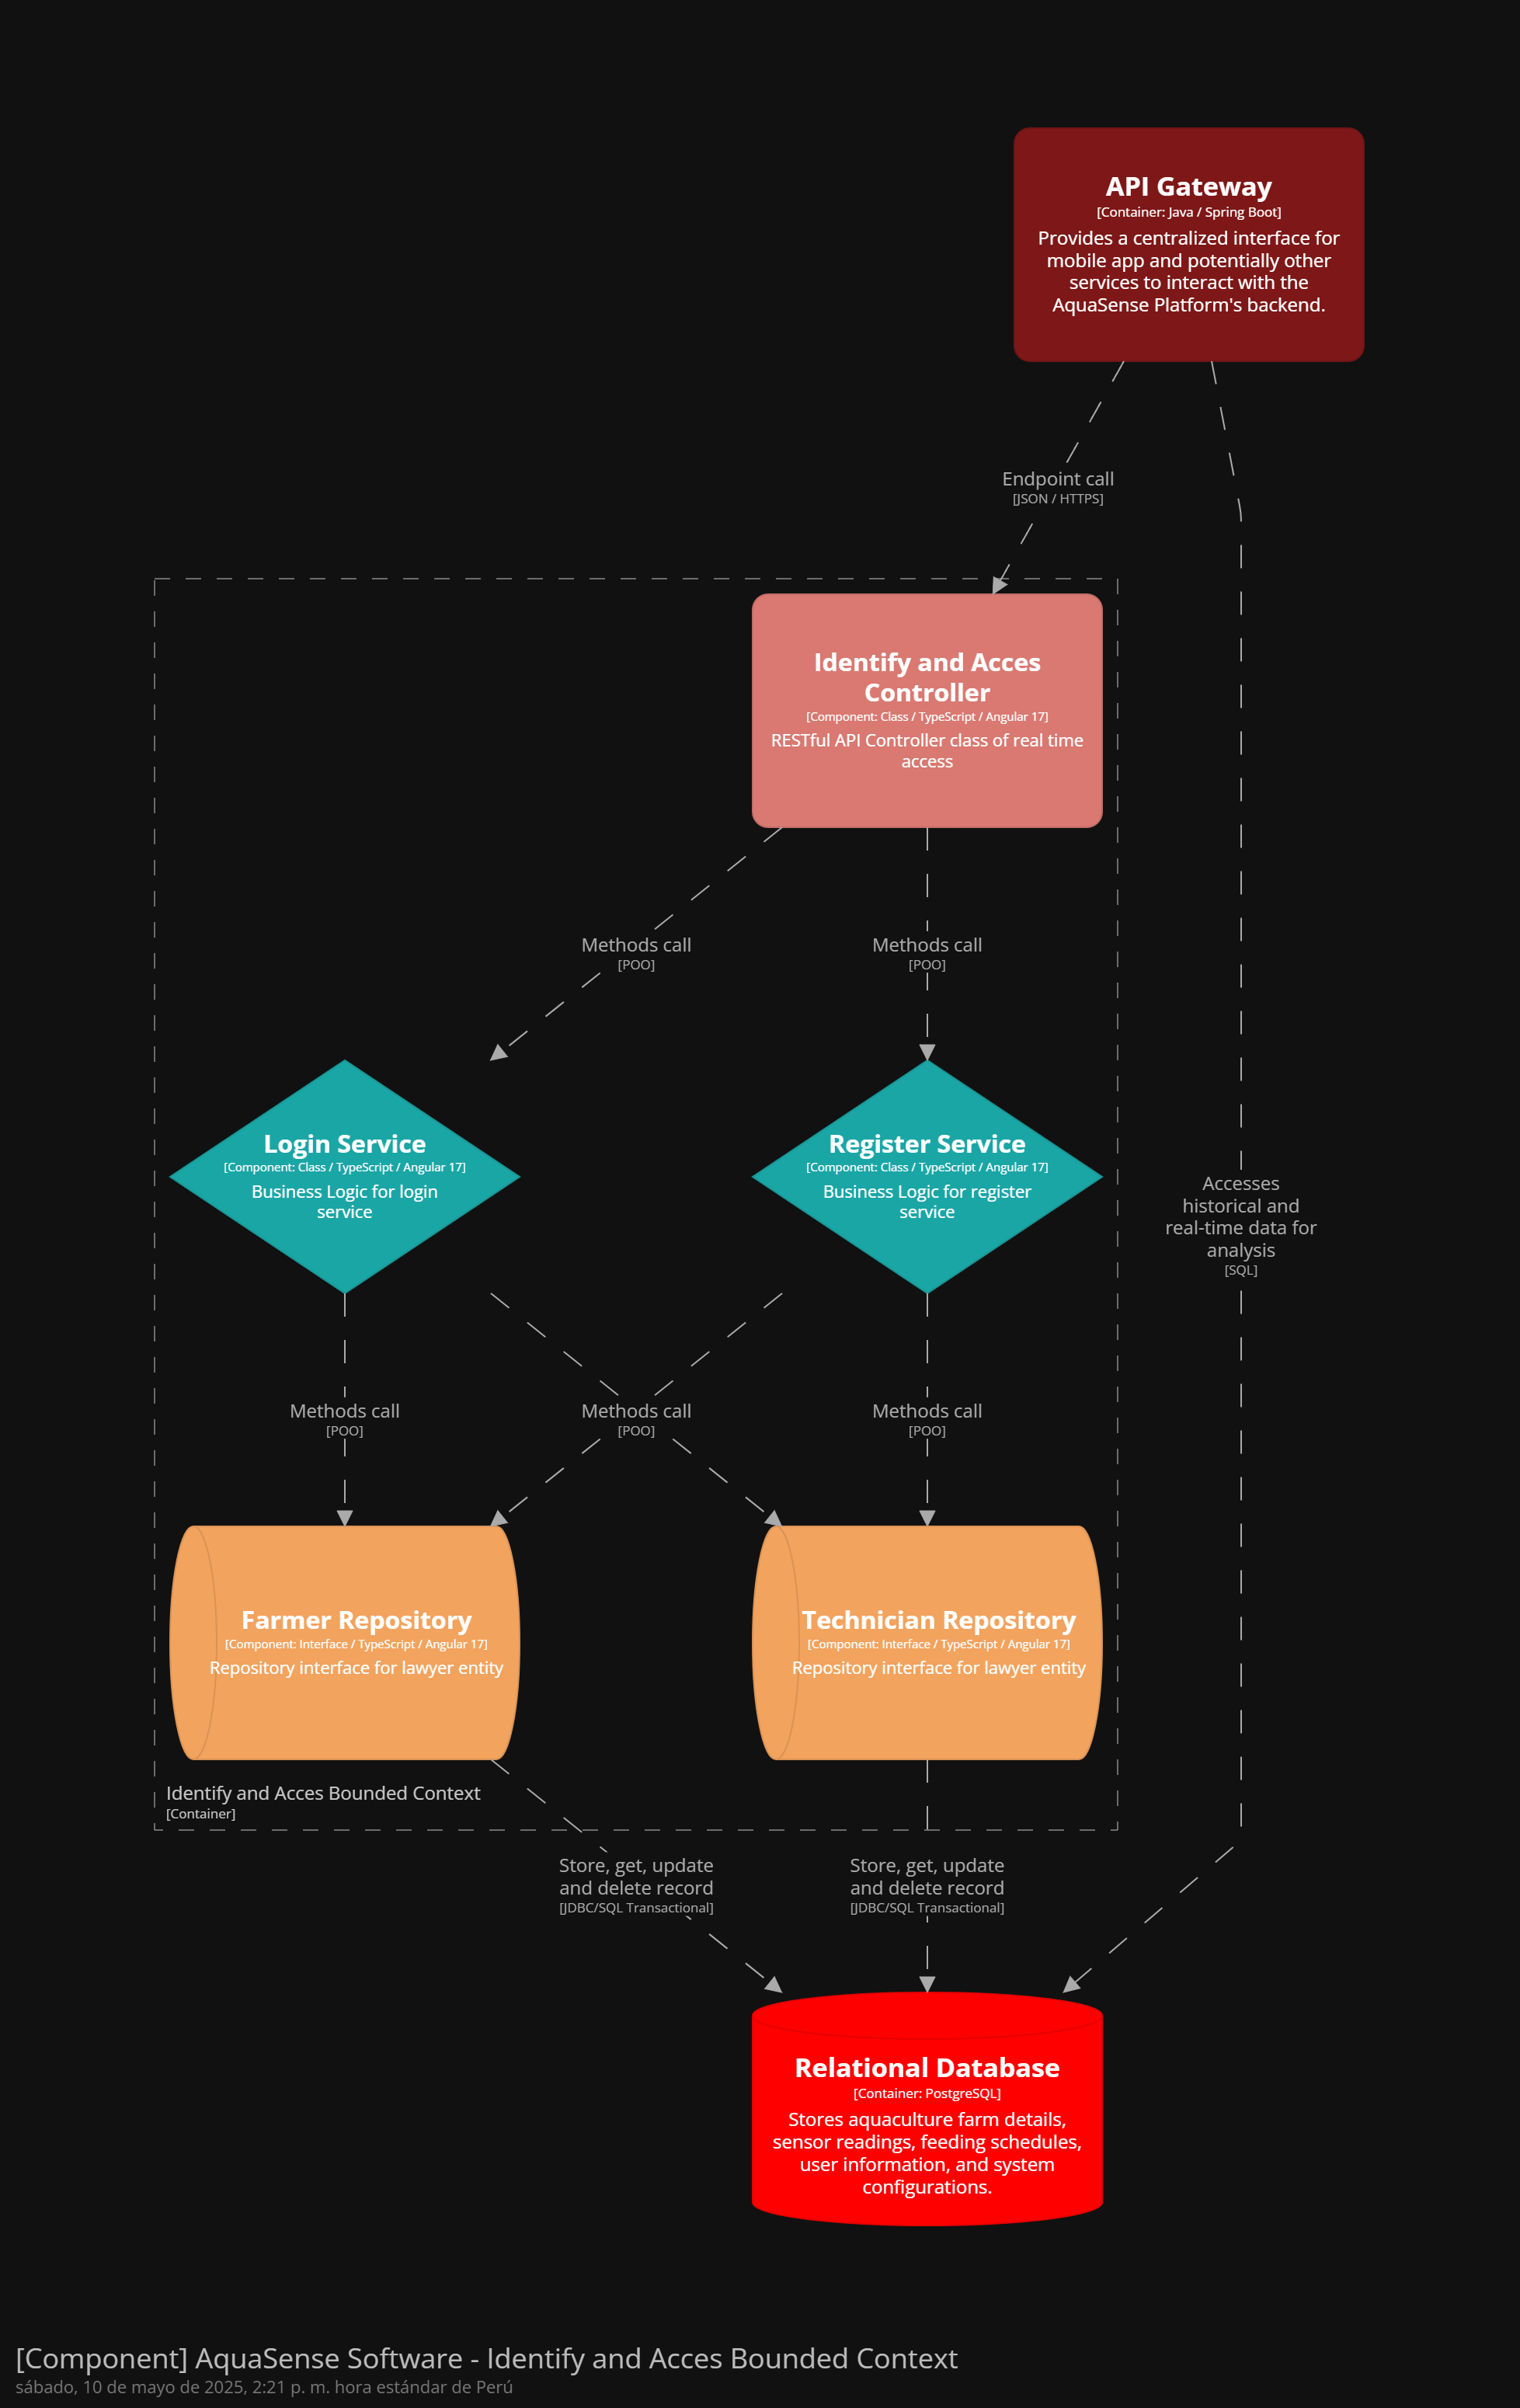 API Gateway
[Container: Java / Spring Boot]
Provides a centralized interface for
mobile app and potentially other
services to interact with the
AquaSense Platform's backend.
Endpoint call
[JSON / HTTPS]
Identify and Acces
Controller
[Component: Class / TypeScript / Angular 17]
RESTful API Controller class of real time
access
Methods call
[POO]
Methods call
[POO]
Login Service
[Component: Class / TypeScript / Angular 17]
Business Logic for login
service
Register Service
[Component: Class / TypeScript / Angular 17]
Business Logic for register
service
Accesses
historical and
real-time data for
analysis
[SQL]
Methods call
[POO]
Methods call
[POO]
Methods call
[POO]
Farmer Repository
[Component: Interface / TypeScript / Angular 17]
Repository interface for lawyer entity
Technician Repository
[Component: Interface / TypeScript / Angular 17]
Repository interface for lawyer entity
Identify and Acces Bounded Context
[Container]
Store, get, update
and delete record
[JDBC/SQL Transactional]
Store, get, update
and delete record
[JDBC/SQL Transactional]
Relational Database
[Container: PostgreSQL]
Stores aquaculture farm details,
sensor readings, feeding schedules,
user information, and system
configurations.
[Component] AquaSense Software - Identify and Acces Bounded Context
sábado, 10 de mayo de 2025, 2:21 p. m. hora estándar de Perú